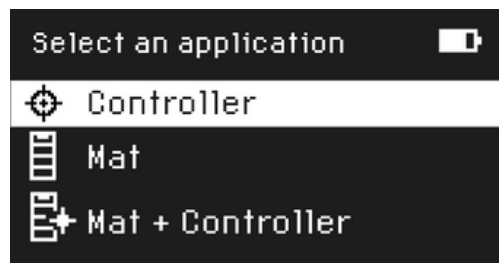 Select an application
Controller
Mat
Mat + Controller